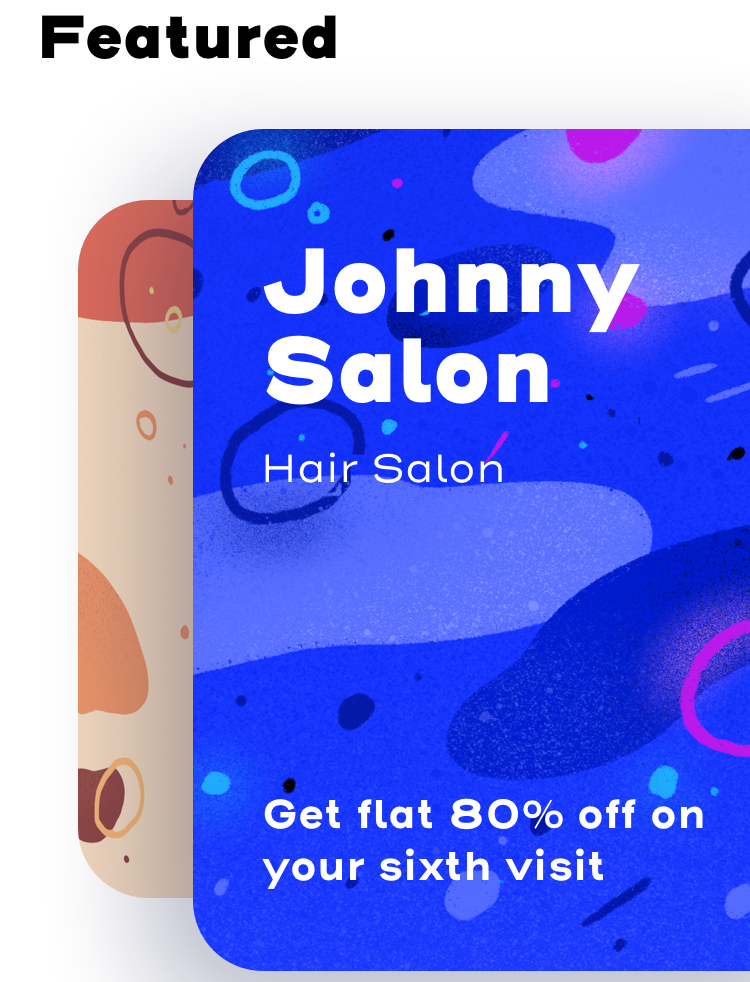 Featured
Johnny
Salon
Hair Salon
Get flat 80% off on
your sixth visit